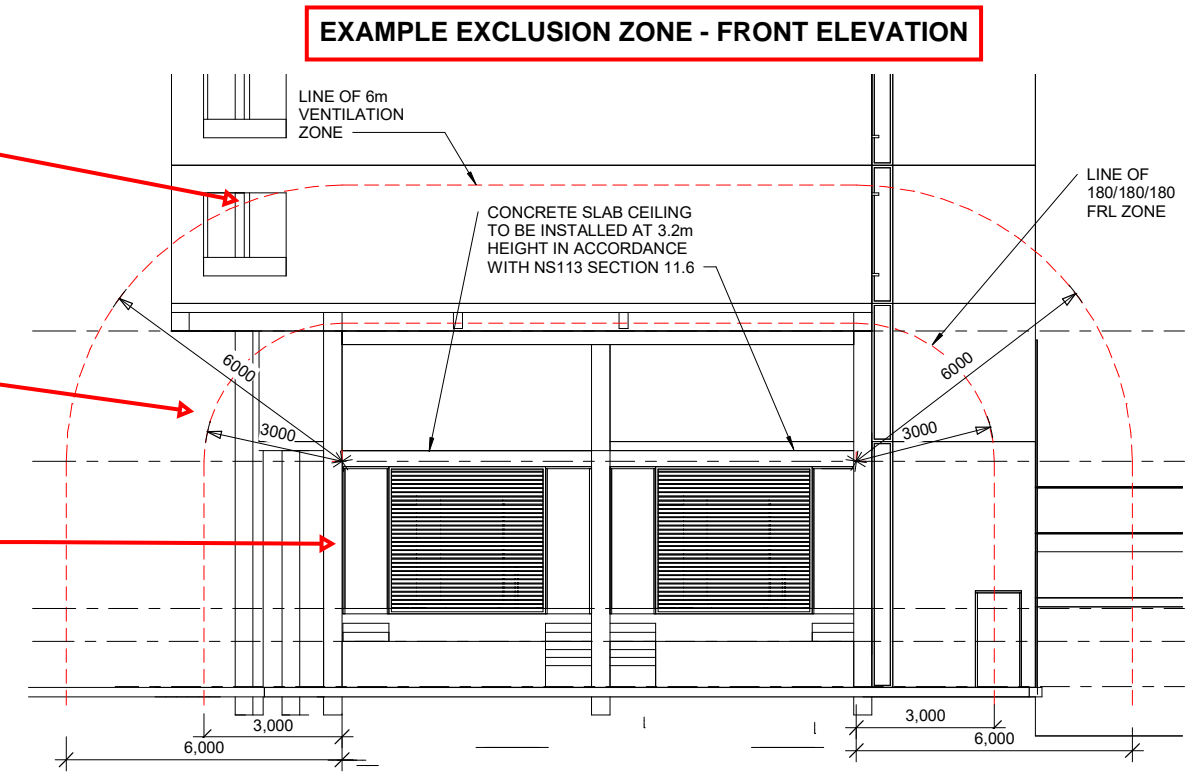 EXAMPLE EXCLUSION ZONE - FRONT ELEVATION
LINE OF 6m
VENTILATION
ZONE
LINE OF
180/180/180
FRL ZONE
CONCRETE SLAB CEILING
TO BE INSTALLED AT 3.2m
HEIGHT IN ACCORDANCE
WITH NS113 SECTION 11.6
6000
6000
3000
3000
3,000
3,000
6,000
6,000